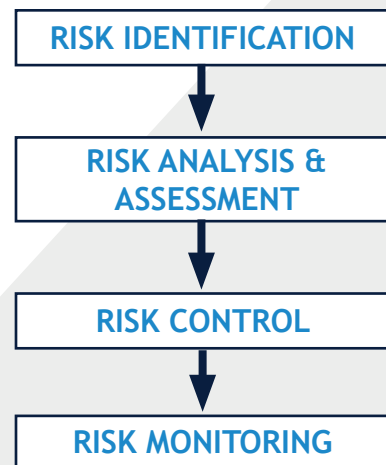 RISK IDENTIFICATION
RISK ANALYSIS &
ASSESSMENT
RISK CONTROL
RISK MONITORING